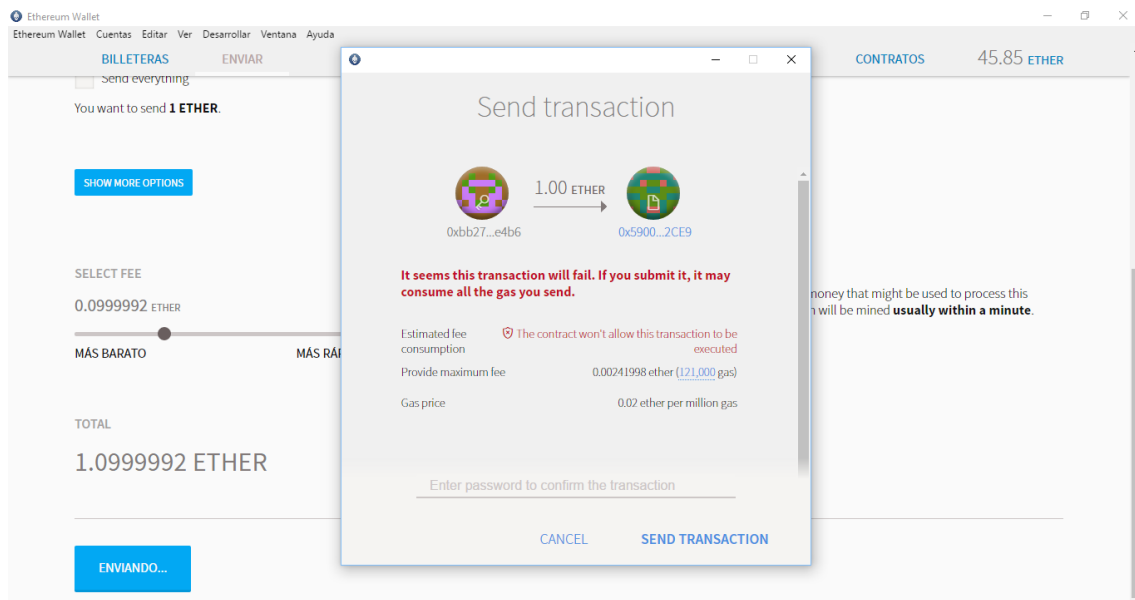 Ethereum Wallet
Ethereum Wallet Cuentas Editar Ver Desarrollar Ventana Ayuda
BILLETERAS ENVIAR CONTRATOS 45.85 ETHER
Send everything
You want to send 1 ETHER.
SHOW MORE OPTIONS
SELECT FEE
0.0999992 ETHER
MÁS BARATO MÁS RÁ
money that might be used to process this
will be mined usually within a minute.
TOTAL
1.0999992 ETHER
ENVIANDO...
Send transaction
1.00 ETHER
0xbb27...e4b6 0x5900...2CE9
It seems this transaction will fail. If you submit it, it may
consume all the gas you send.
Estimated fee The contract won't allow this transaction to be
consumption executed
Provide maximum fee 0.00241998 ether (121,000 gas)
Gas price 0.02 ether per million gas
Enter password to confirm the transaction
CANCEL SEND TRANSACTION